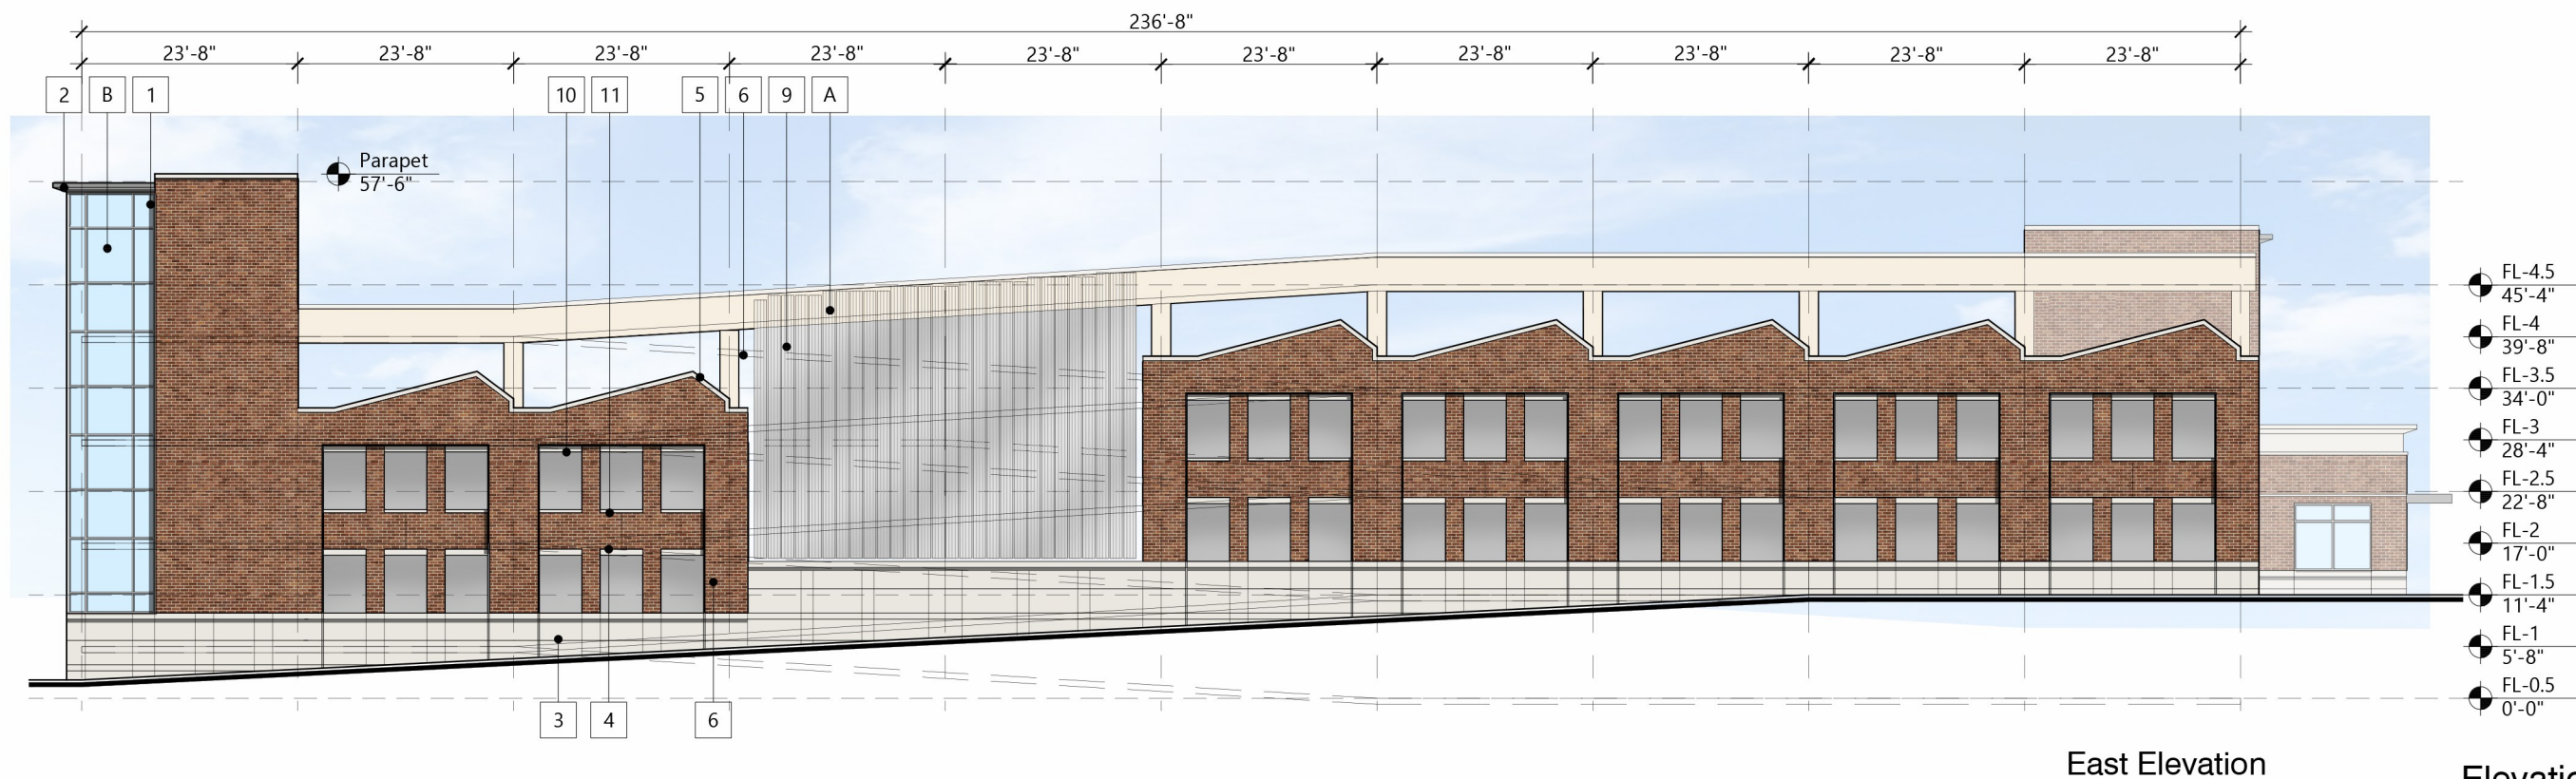 236'-8"
23'-8" 23'-8" 23'-8" 23'-8" 23'-8" 23'-8" 23'-8" 23'-8" 23'-8" 23'-8"
2 B 1 10 11 5 6 9 A
Parapet
57'-6"
FL-4.5
45'-4"
FL-4
39'-8"
FL-3.5
34'-0"
FL-3
28'-4"
FL-2.5
22'-8"
FL-2
17'-0"
FL-1.5
11'-4"
FL-1
5'-8"
FL-0.5
0'-0"
3 4 6
East Elevation